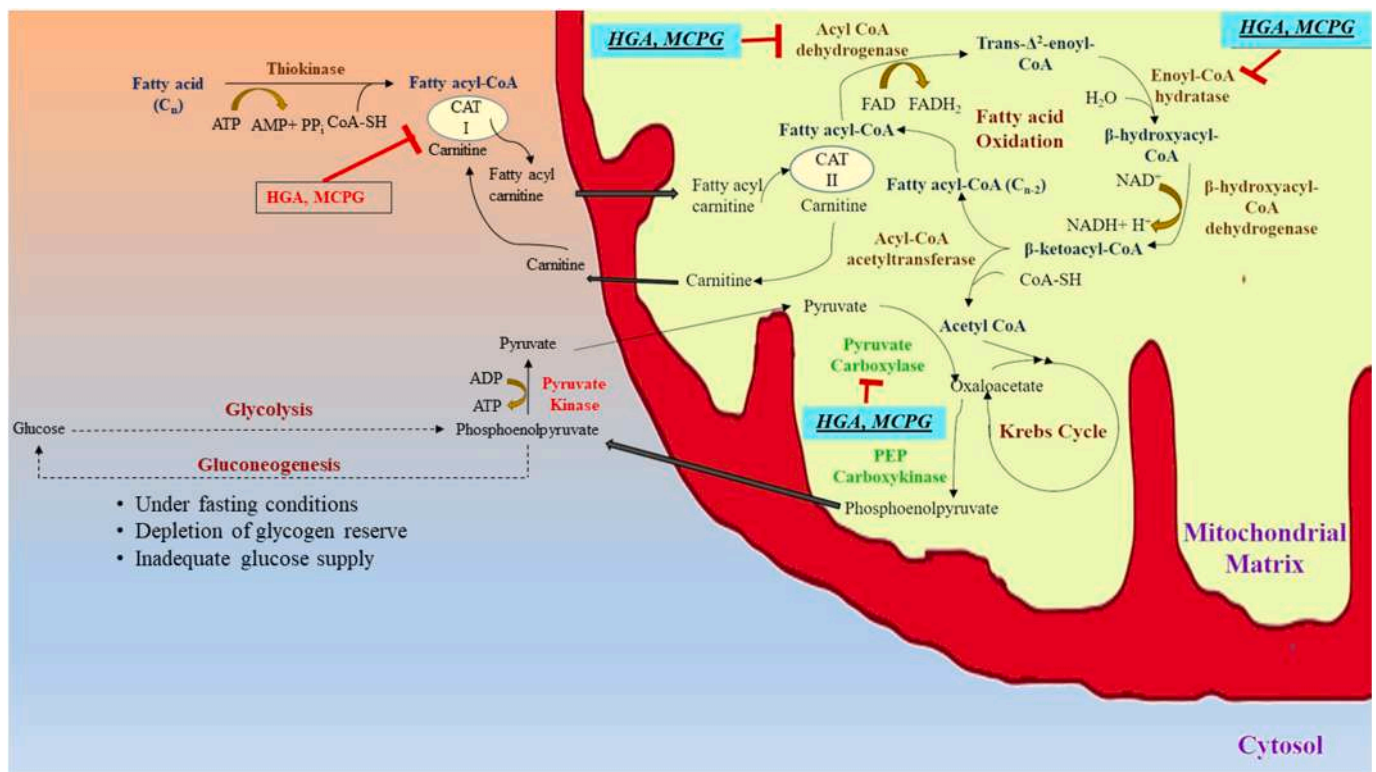 HGA, MCPG
Acyl CoA
dehydrogenase
Trans-Δ²-enoyl-
CoA
HGA, MCPG
Enoyl-CoA
hydratase
Fatty acid
(Cn)
Thiokinase
Fatty acyl-CoA
ATP
AMP+ PPi
CoA-SH
CAT
I
Carnitine
Fatty acyl
carnitine
HGA, MCPG
Carnitine
FAD
FADH2
Fatty acid
Oxidation
H2O
β-hydroxyacyl-
CoA
Fatty acyl-CoA
CAT
II
Carnitine
Fatty acyl
carnitine
Fatty acyl-CoA (Cn-2)
NAD+
NADH+ H+
β-hydroxyacyl-
CoA
dehydrogenase
Acyl-CoA
acetyltransferase
β-ketoacyl-CoA
CoA-SH
Carnitine
Pyruvate
Acetyl CoA
Pyruvate
Carboxylase
Oxaloacetate
HGA, MCPG
Krebs Cycle
PEP
Carboxykinase
Phosphoenolpyruvate
Pyruvate
ADP
ATP
Pyruvate
Kinase
Glycolysis
Glucose
Phosphoenolpyruvate
Gluconeogenesis
• Under fasting conditions
• Depletion of glycogen reserve
• Inadequate glucose supply
Mitochondrial
Matrix
Cytosol